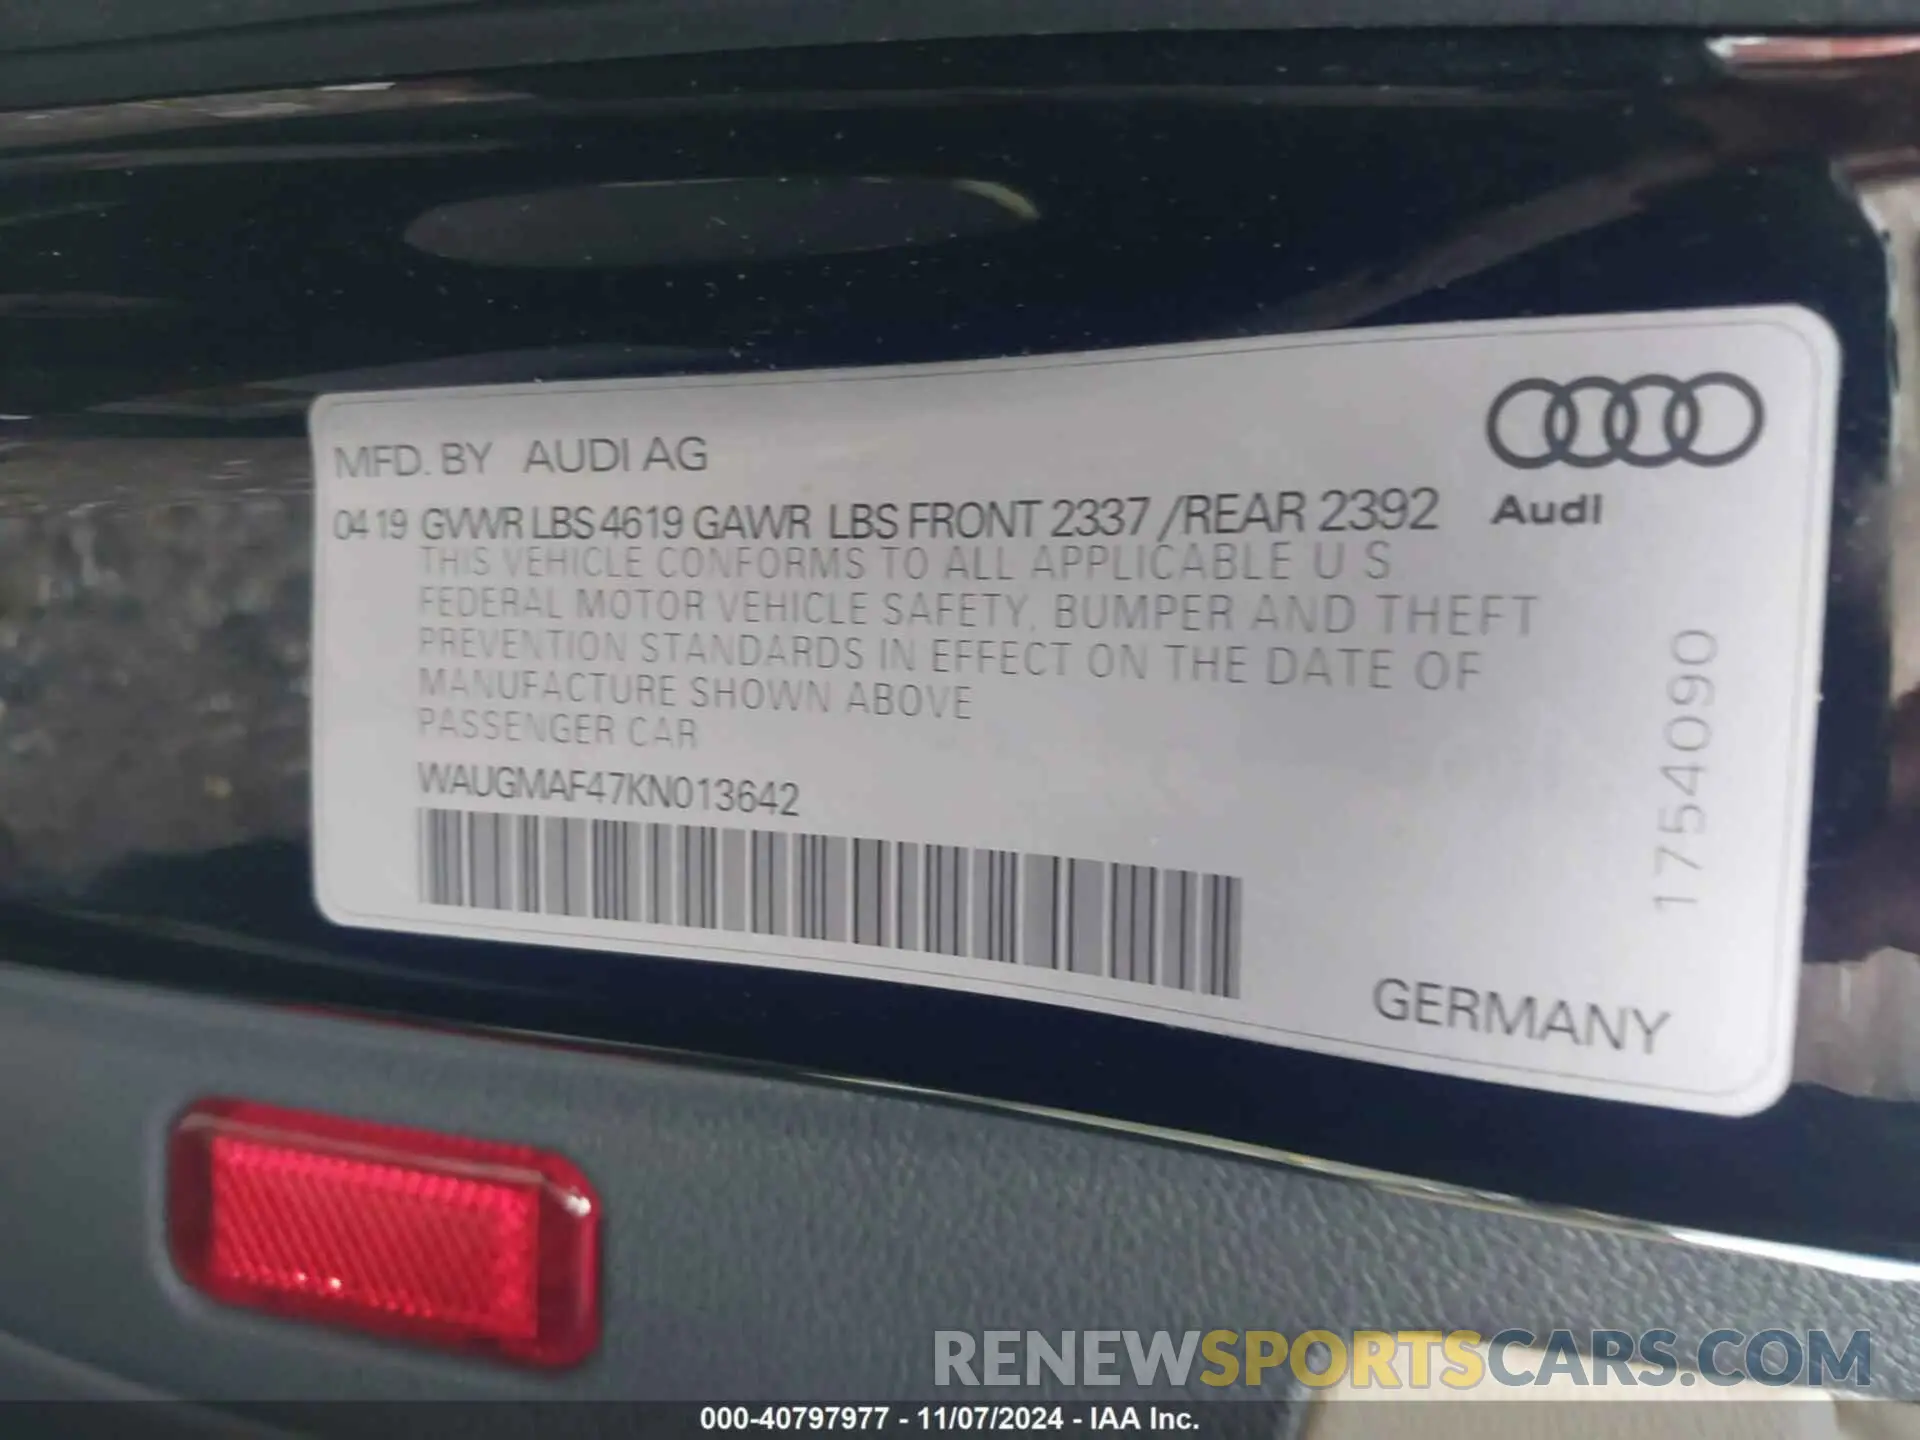 MFD. BY AUDI AG
04 19 GVWR LBS 4619 GAWR LBS FRONT 2337 /REAR 2392
Audi
THIS VEHICLE CONFORMS TO ALL APPLICABLE U S
FEDERAL MOTOR VEHICLE SAFETY, BUMPER AND THEFT
PREVENTION STANDARDS IN EFFECT ON THE DATE OF
MANUFACTURE SHOWN ABOVE
PASSENGER CAR
WAUGMAF47KN013642
1754090
GERMANY
RENEWSPORTSCARS.COM
000-40797977 - 11/07/2024 - IAA Inc.